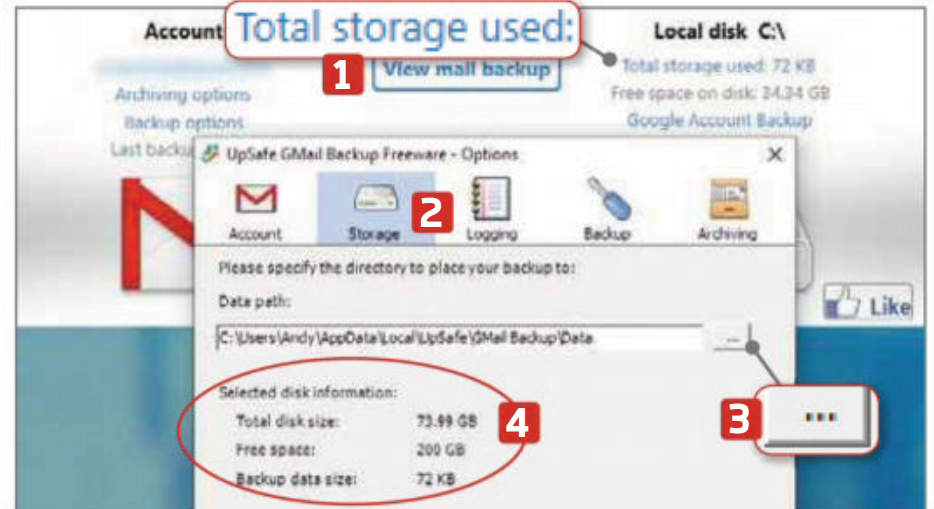 Account
Total storage used:
Local disk C:\
1
View mail backup
Total storage used: 72 KB
Archiving options
Free space on disk: 34.34 GB
Backup options
Google Account Backup
Last backu
UpSafe GMail Backup Freeware - Options
2
Account
Storage
Logging
Backup
Archiving
Please specify the directory to place your backup to:
Like
Data path:
C:\Users\Andy\AppData\Local\UpSafe\GMail Backup\Data
...
Selected disk information:
Total disk size: 73.99 GB
4
3
...
Free space: 200 GB
Backup data size: 72 KB